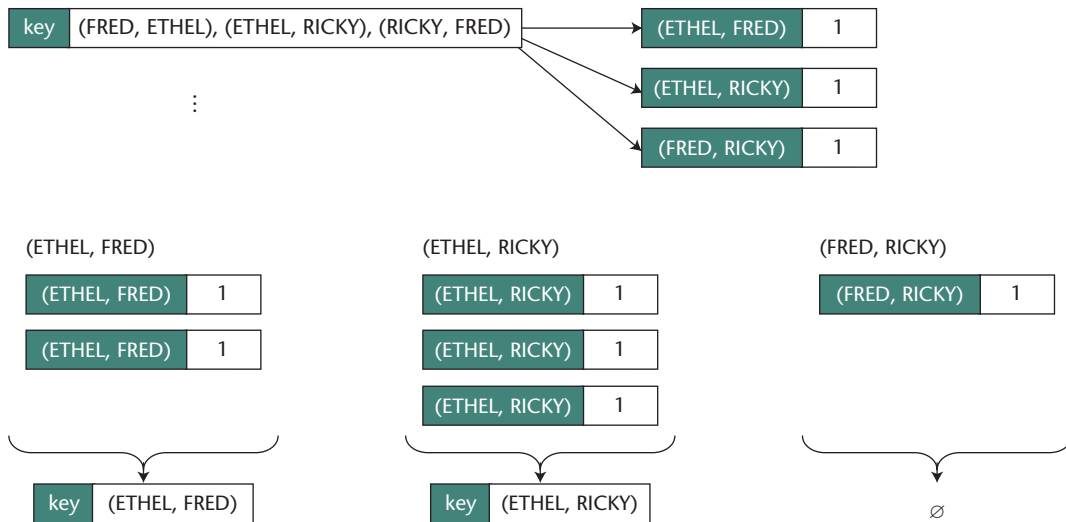 key (FRED, ETHEL), (ETHEL, RICKY), (RICKY, FRED)
(ETHEL, FRED) 1
(ETHEL, RICKY) 1
⋮
(FRED, RICKY) 1
(ETHEL, FRED) (ETHEL, RICKY) (FRED, RICKY)
(ETHEL, FRED) 1 (ETHEL, RICKY) 1 (FRED, RICKY) 1
(ETHEL, FRED) 1 (ETHEL, RICKY) 1
(ETHEL, RICKY) 1
key (ETHEL, FRED) key (ETHEL, RICKY) ∅